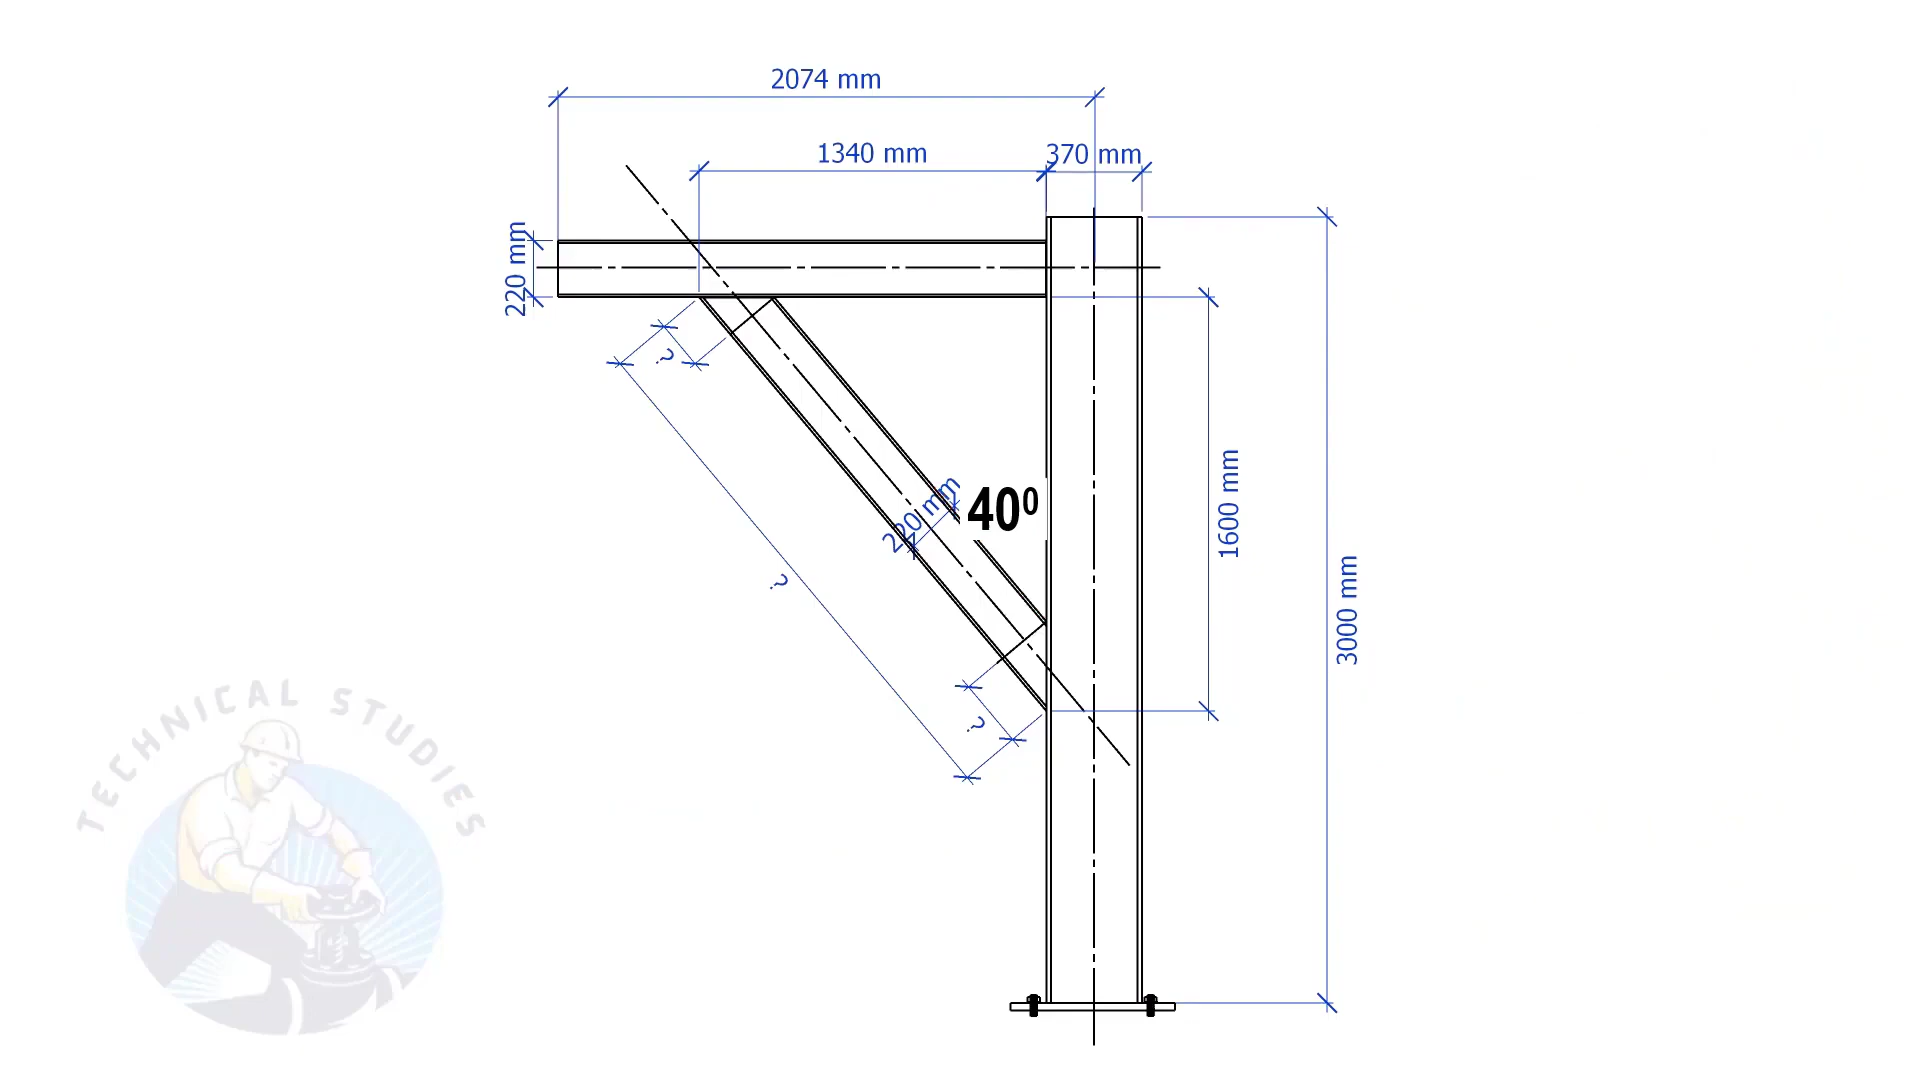 2074 mm
1340 mm
370 mm
220 mm
?
220 mm
40⁰
1600 mm
3000 mm
?
?
TECHNICAL STUDIES